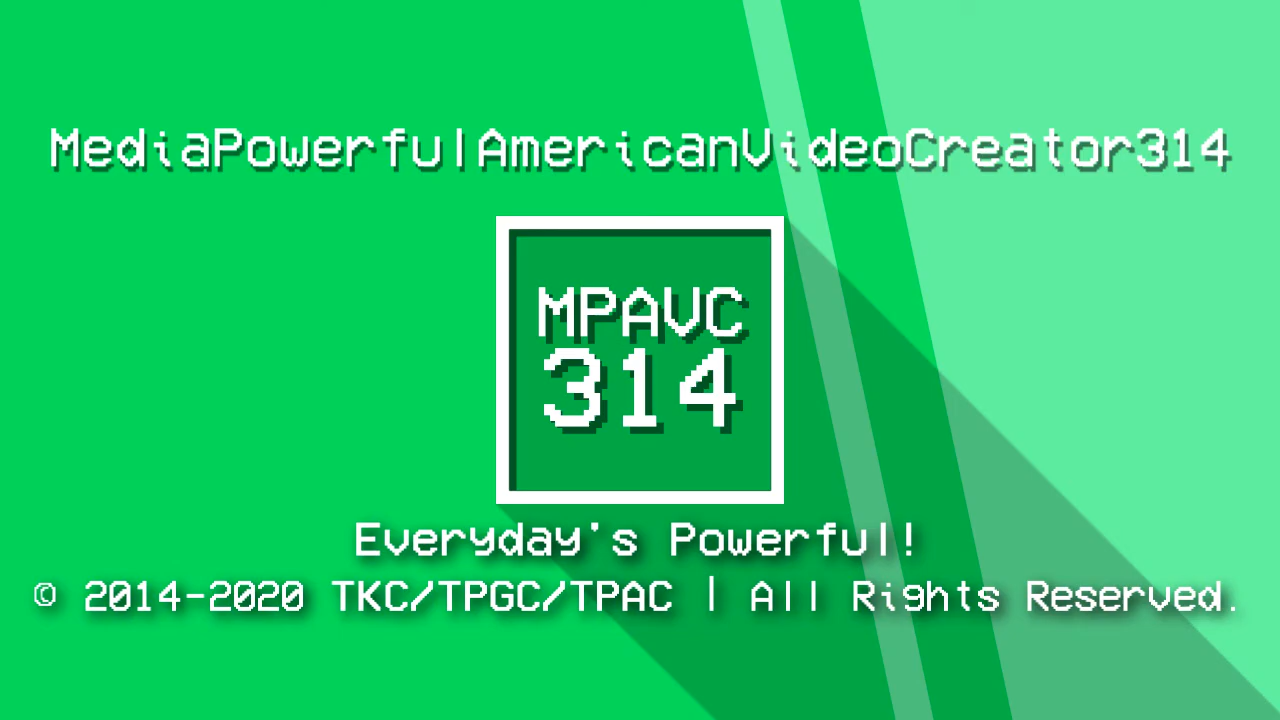 MediaPowerfulAmericanVideoCreator314
MPAVC
314
Everyday's Powerful!
© 2014-2020 TKC/TPGC/TPAC | All Rights Reserved.